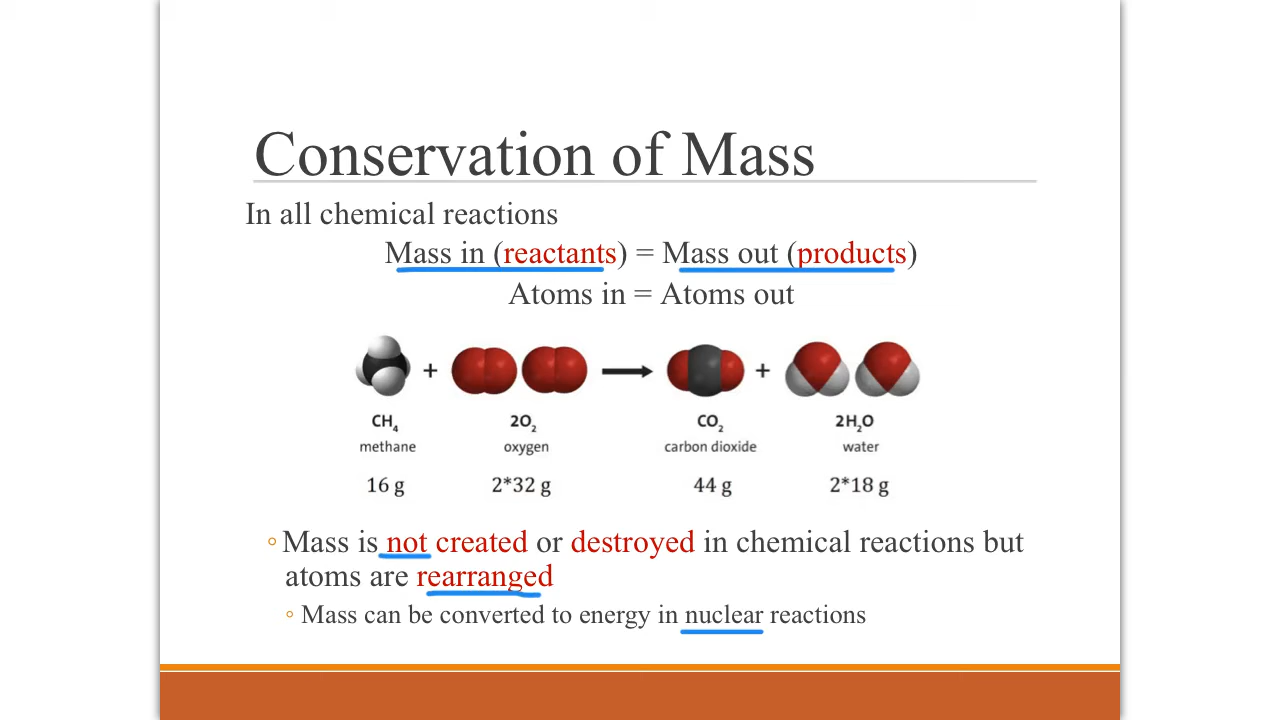 Conservation of Mass
In all chemical reactions
Mass in (reactants) = Mass out (products)
Atoms in = Atoms out
+ + 
CH₄ 2O₂ CO₂ 2H₂O
methane oxygen carbon dioxide water
16 g 2*32 g 44 g 2*18 g
◦ Mass is not created or destroyed in chemical reactions but
atoms are rearranged
◦ Mass can be converted to energy in nuclear reactions